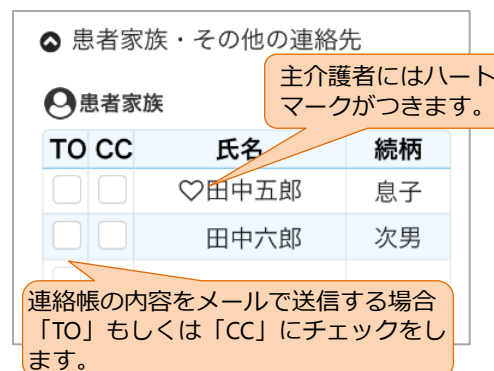 患者家族・その他の連絡先
主介護者にはハート
マークがつきます。
患者家族
TO CC 氏名 続柄
♡田中五郎 息子
田中六郎 次男
連絡帳の内容をメールで送信する場合
「TO」もしくは「CC」にチェックをし
ます。